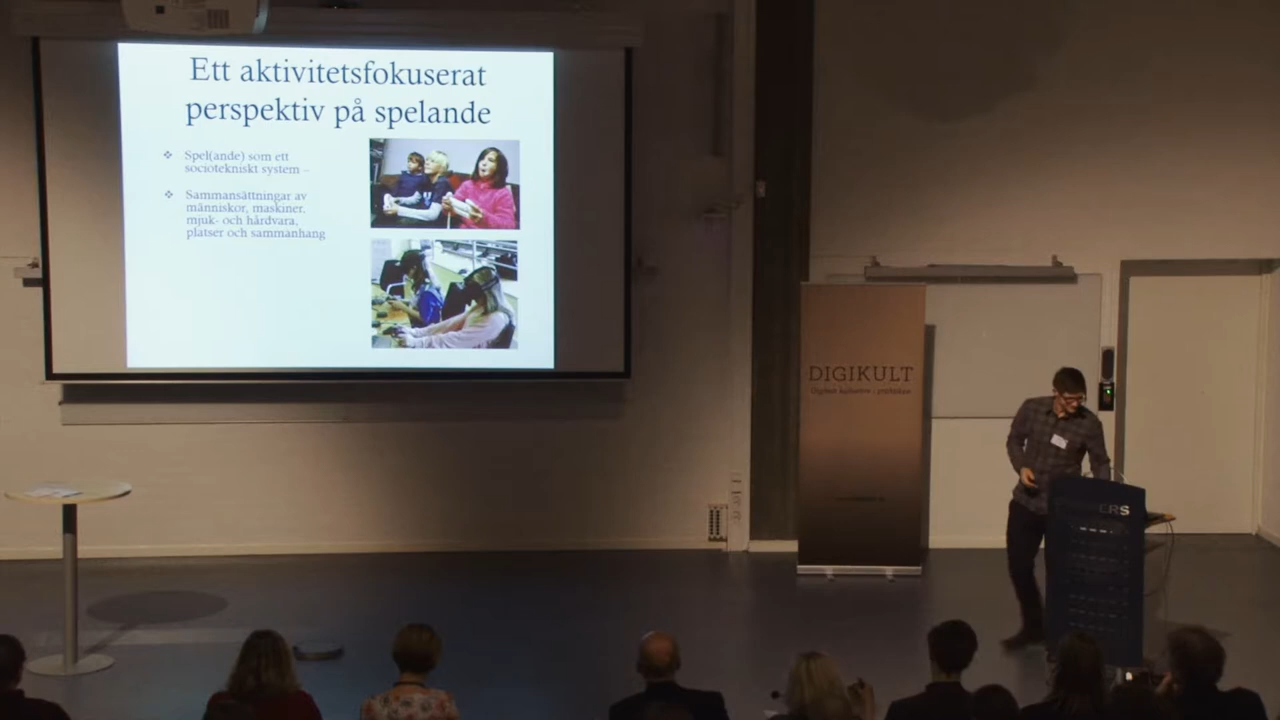 Ett aktivitetsfokuserat
perspektiv på spelande
Spel(ande) som ett
sociotekniskt system –
Sammansättningar av
människor, maskiner,
mjuk- och hårdvara,
platser och sammanhang
DIGIKULT
Digitalt kulturarv i praktiken
ERS